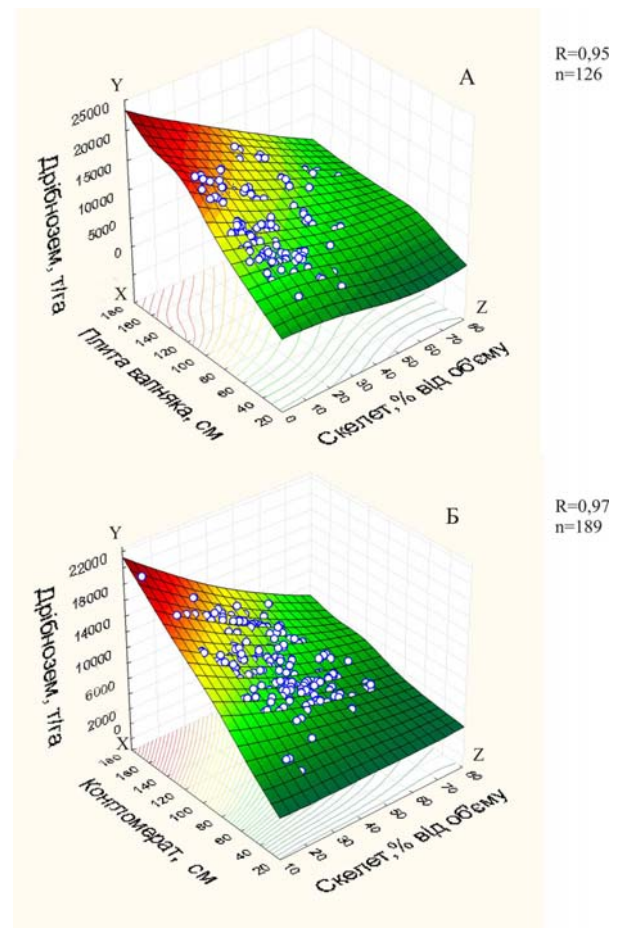 R=0,95
n=126
А
Y
25000
20000
15000
10000
5000
0
Дрібнозем, т/га
X
180
160
140
120
100
80
60
40
20
Плита вапняка, см
Z
0
10
20
30
40
50
60
70
80
Скелет, % від об'єму
R=0,97
n=189
Б
Y
22000
18000
14000
10000
6000
2000
0
Дрібнозем, т/га
X
180
160
140
120
100
80
60
40
20
Конгломерат, см
Z
10
20
30
40
50
60
70
80
Скелет, % від об'єму